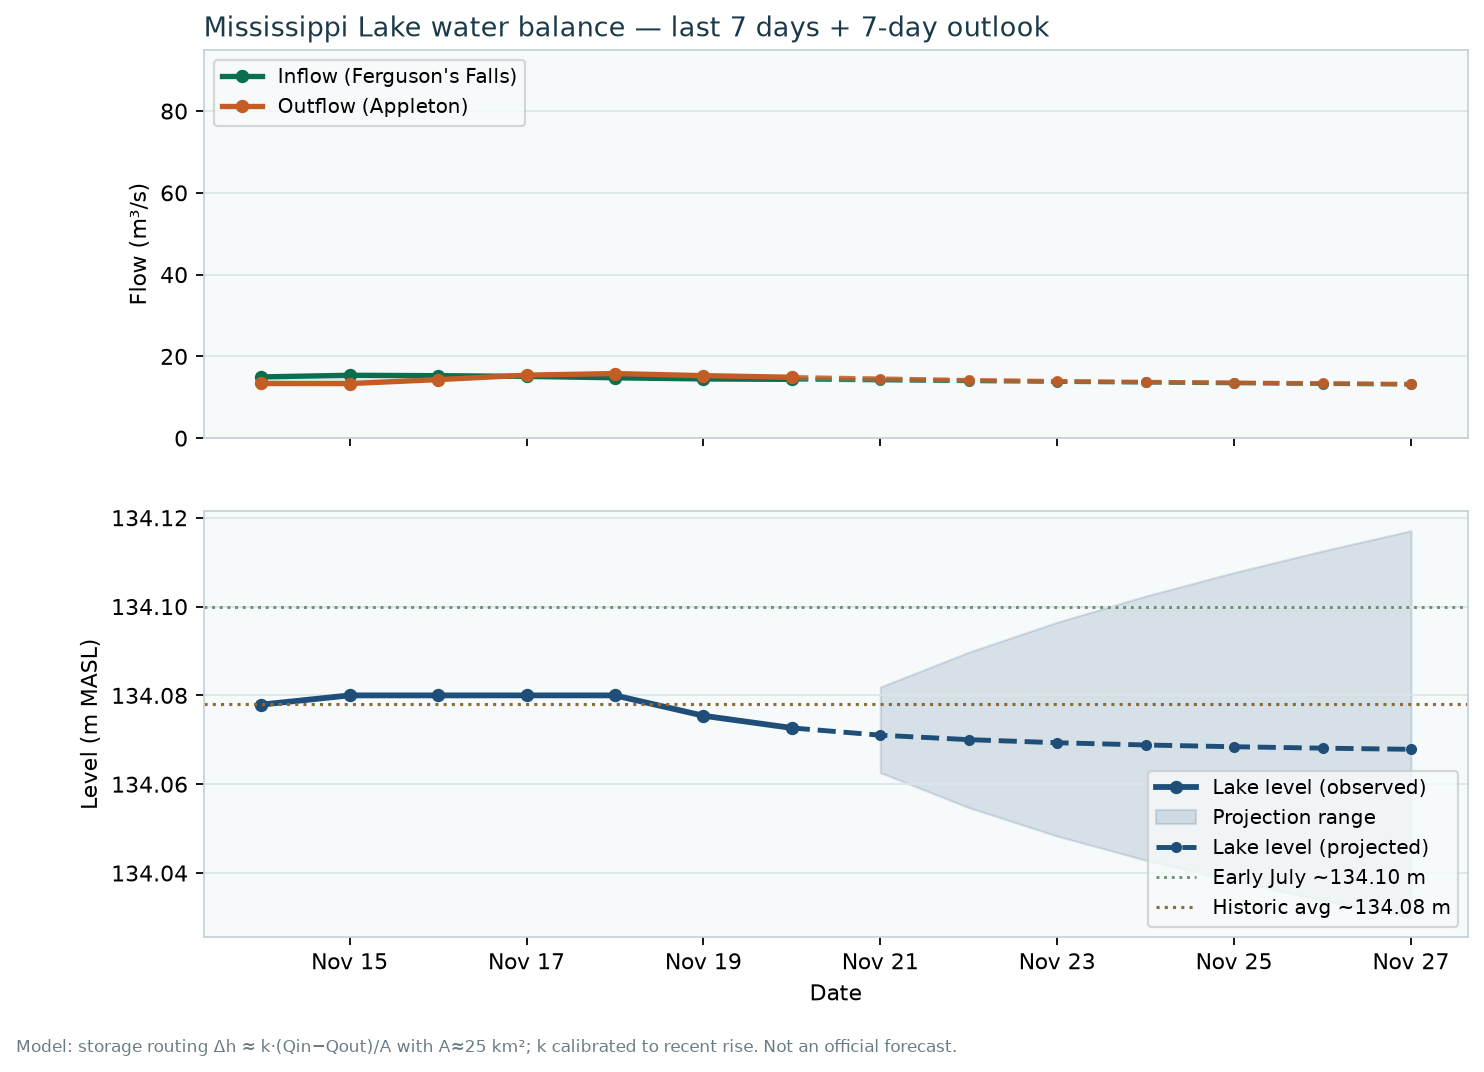 Mississippi Lake water balance — last 7 days + 7-day outlook
Inflow (Ferguson's Falls)
Outflow (Appleton)
Flow (m³/s)
80
60
40
20
0
Level (m MASL)
134.12
134.10
134.08
134.06
134.04
Lake level (observed)
Projection range
Lake level (projected)
Early July ~134.10 m
Historic avg ~134.08 m
Nov 15
Nov 17
Nov 19
Nov 21
Nov 23
Nov 25
Nov 27
Date
Model: storage routing Δh ≈ k·(Qin−Qout)/A with A≈25 km²; k calibrated to recent rise. Not an official forecast.